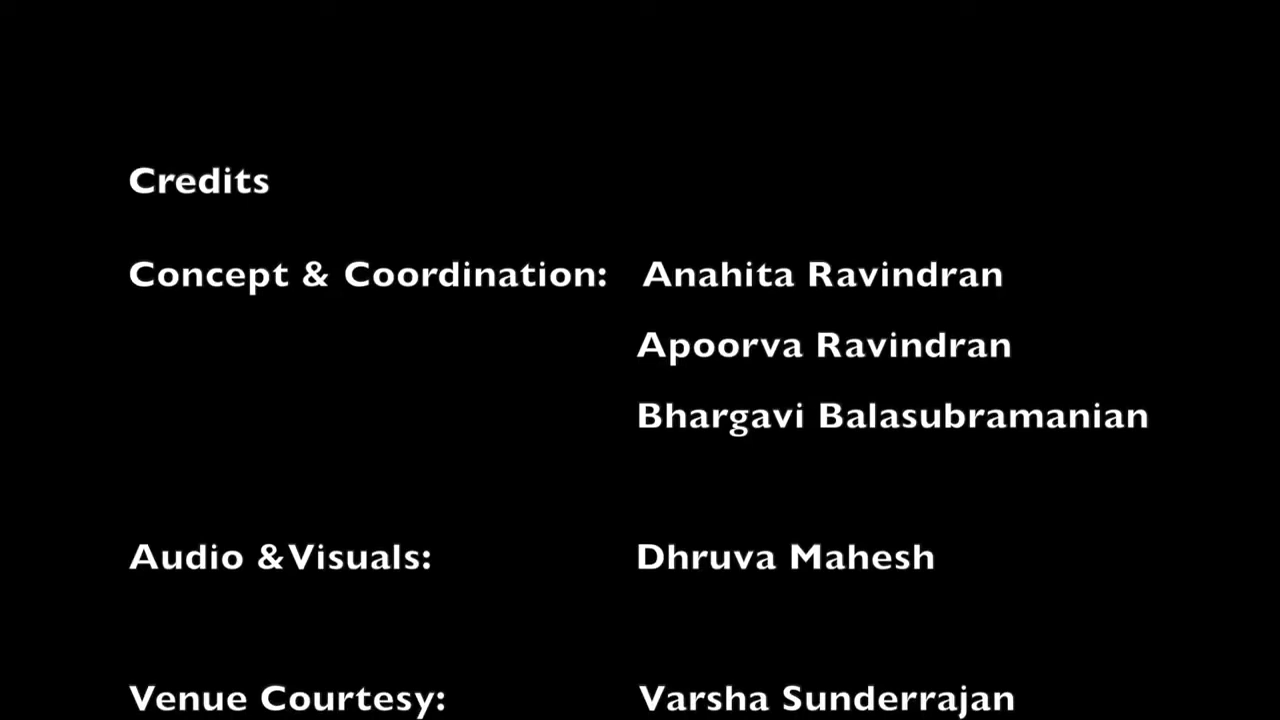 Credits
Concept & Coordination: Anahita Ravindran
Apoorva Ravindran
Bhargavi Balasubramanian
Audio &Visuals: Dhruva Mahesh
Venue Courtesy: Varsha Sunderrajan